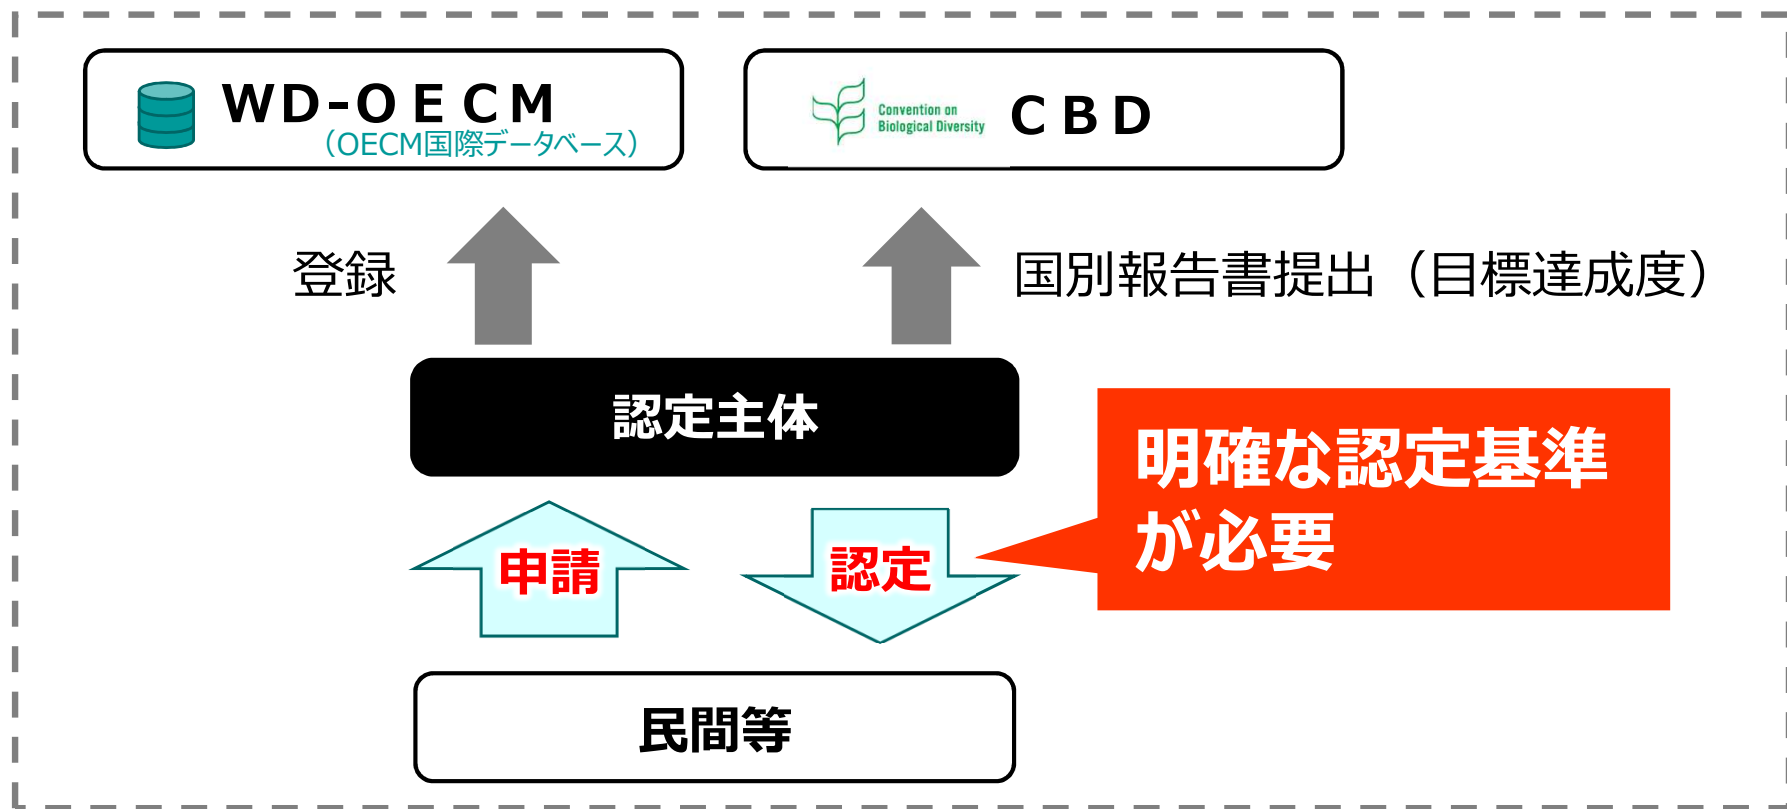 WD-OECM
（OECM国際データベース）
Convention on
Biological Diversity
CBD
登録
国別報告書提出（目標達成度）
認定主体
明確な認定基準
が必要
申請
認定
民間等